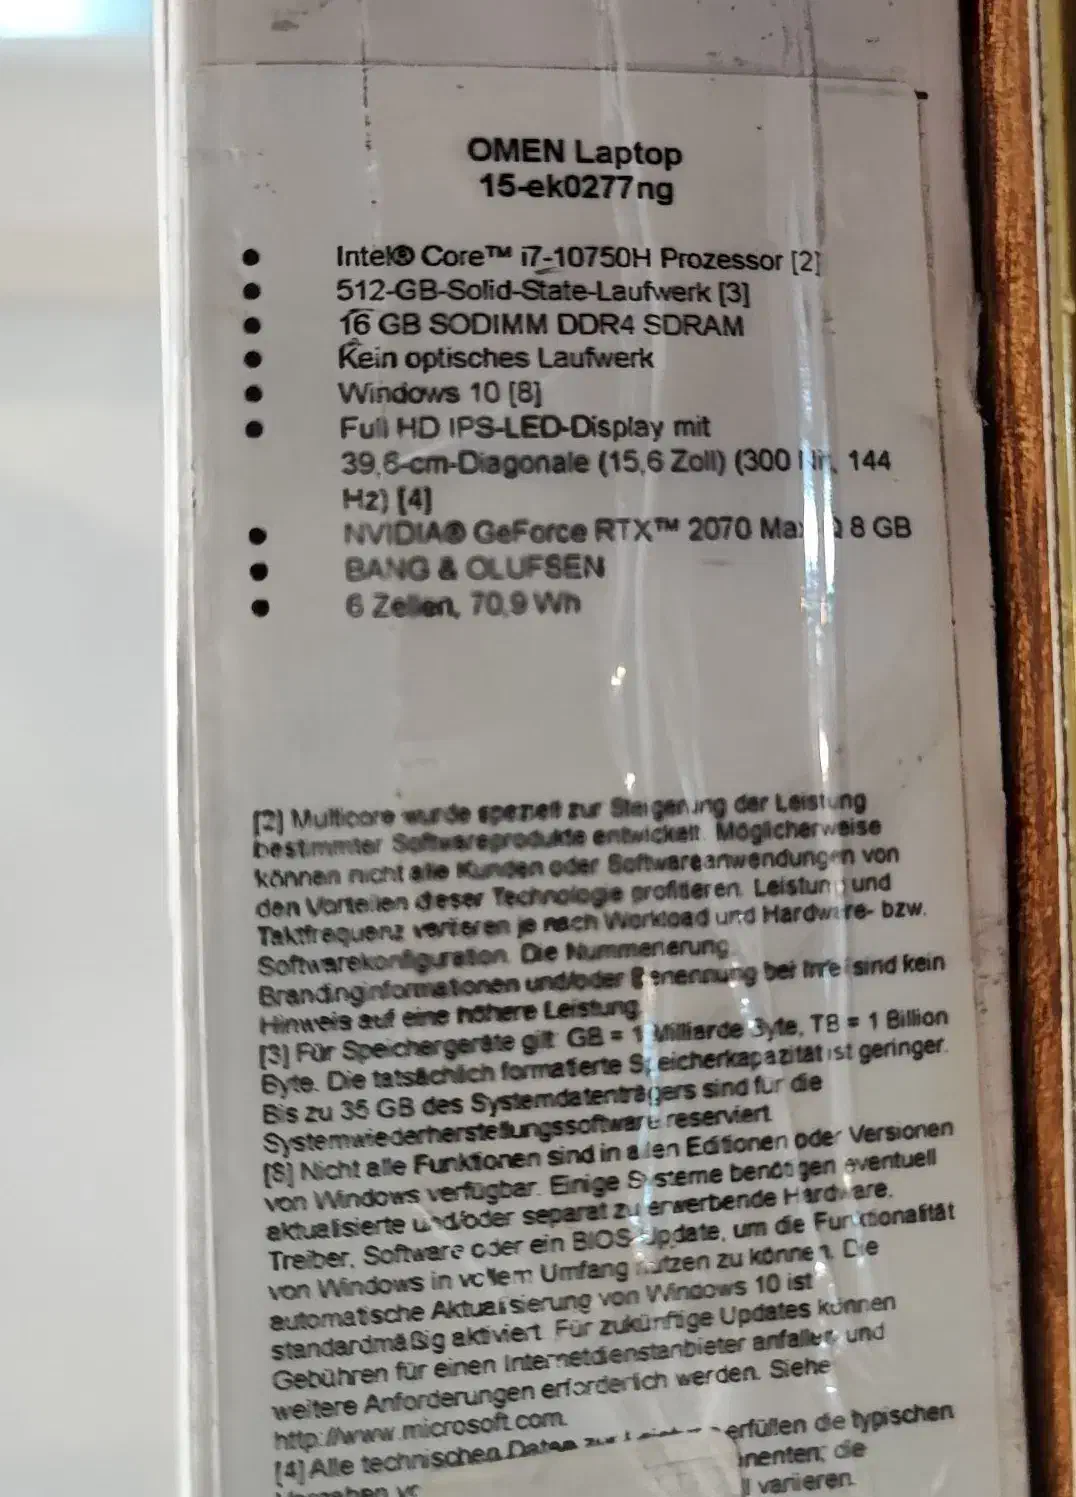 OMEN Laptop
15-ek0277ng
● Intel® Core™ i7-10750H Prozessor [2]
● 512-GB-Solid-State-Laufwerk [3]
● 16 GB SODIMM DDR4 SDRAM
● Kein optisches Laufwerk
● Windows 10 [8]
● Full HD IPS-LED-Display mit
39,6-cm-Diagonale (15,6 Zoll) (300 144
Hz) [4]
● NVIDIA® GeForce RTX™ 2070 Max 8 GB
● BANG & OLUFSEN
● 6 Zellen, 70,9 Wh
[2] Multicore wurde speziell zur Steigerung der Leistung
bestimmter Softwareprodukte entwickelt. Möglicherweise
können nicht alle Kunden oder Softwareanwendungen von
den Vorteilen dieser Technologie profitieren. Leistung und
Taktfrequenz variieren je nach Workload und Hardware- bzw.
Softwarekonfiguration. Die Nummerierung,
Brandinginformationen und/oder Benennung bei sind kein
Hinweis auf eine höhere Leistung.
[3] Für Speichergeräte gilt: GB = 1 Milliarde Byte, TB = 1 Billion
Byte. Die tatsächlich formatierte Speicherkapazität ist geringer.
Bis zu 35 GB des Systemdatenträgers sind für die
Systemwiederherstellungssoftware reserviert.
[8] Nicht alle Funktionen sind in allen Editionen oder Versionen
von Windows verfügbar. Einige Systeme benötigen eventuell
aktualisierte und/oder separat zu erwerbende Hardware,
Treiber, Software oder ein BIOS-Update, um die Funktionalität
von Windows in vollem Umfang nutzen zu können. Die
automatische Aktualisierung von Windows 10 ist
standardmäßig aktiviert. Für zukünftige Updates können
Gebühren für einen Internetdienstanbieter anfallen und
weitere Anforderungen erforderlich werden. Siehe
http://www.microsoft.com.
[4] Alle technischen Daten zur erfüllen die typischen
die
variieren.